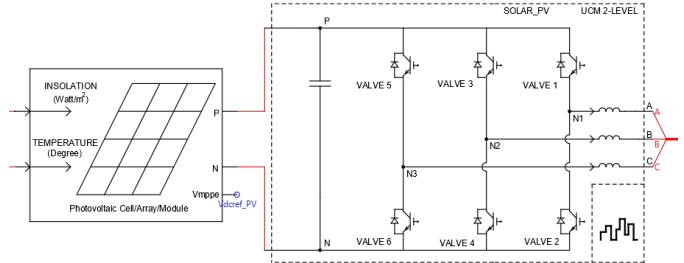 SOLAR_PV UCM 2-LEVEL
P
VALVE 5 VALVE 3 VALVE 1
INSOLATION
(Watt/m²)
TEMPERATURE
(Degree)
P
N
Vmppe
Vdcref_PV
Photovoltaic Cell/Array/Module
N1
N2
N3
A A
B B
C C
N
VALVE 6 VALVE 4 VALVE 2